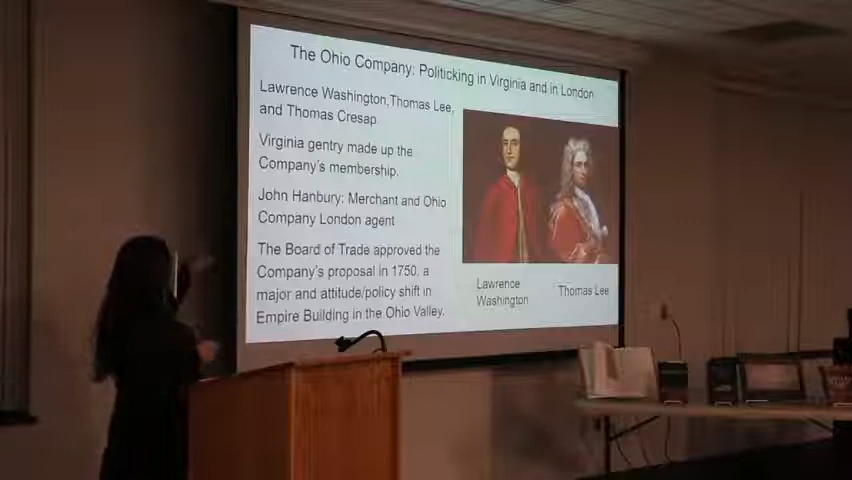 The Ohio Company: Politicking in Virginia and in London
Lawrence Washington,Thomas Lee,
and Thomas Cresap
Virginia gentry made up the
Company's membership.
John Hanbury: Merchant and Ohio
Company London agent
The Board of Trade approved the
Company's proposal in 1750, a
major and attitude/policy shift in
Empire Building in the Ohio Valley.
Lawrence
Washington
Thomas Lee